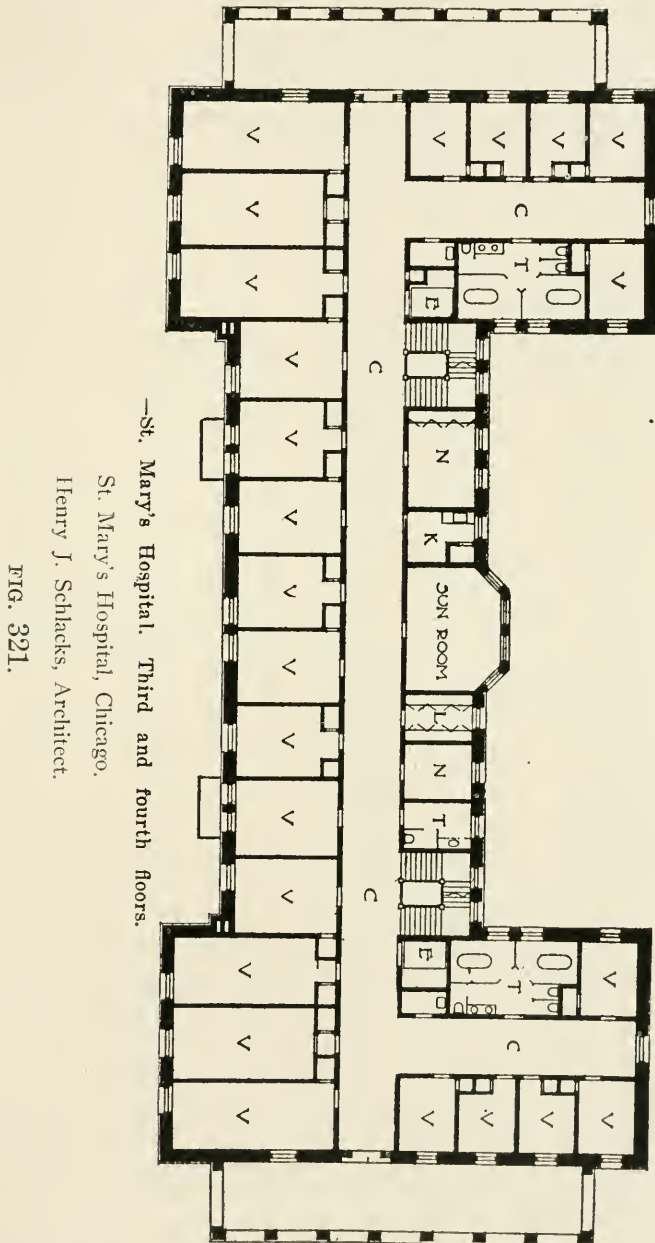 V V V V
V V
C T T C
V V
V E N K SUN ROOM L N T E V
C C
V V V V V V V V
V V V V V V
—St. Mary's Hospital. Third and fourth floors.
St. Mary's Hospital, Chicago.
Henry J. Schlacks, Architect.
FIG. 321.